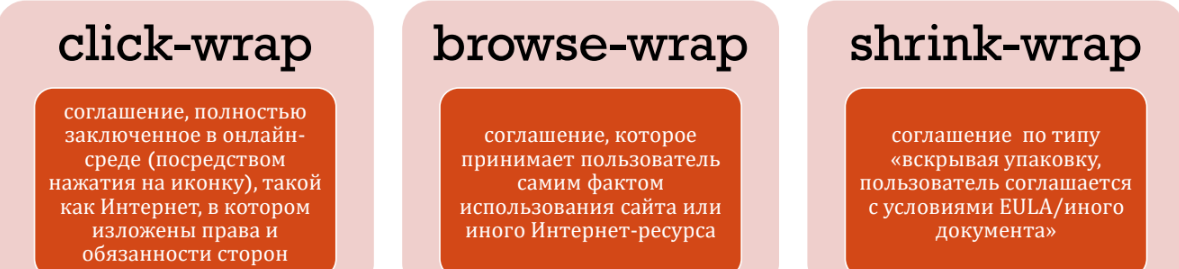 click-wrap
соглашение, полностью
заключенное в онлайн-
среде (посредством
нажатия на иконку), такой
как Интернет, в котором
изложены права и
обязанности сторон
browse-wrap
соглашение, которое
принимает пользователь
самим фактом
использования сайта или
иного Интернет-ресурса
shrink-wrap
соглашение по типу
«вскрывая упаковку,
пользователь соглашается
с условиями EULA/иного
документа»